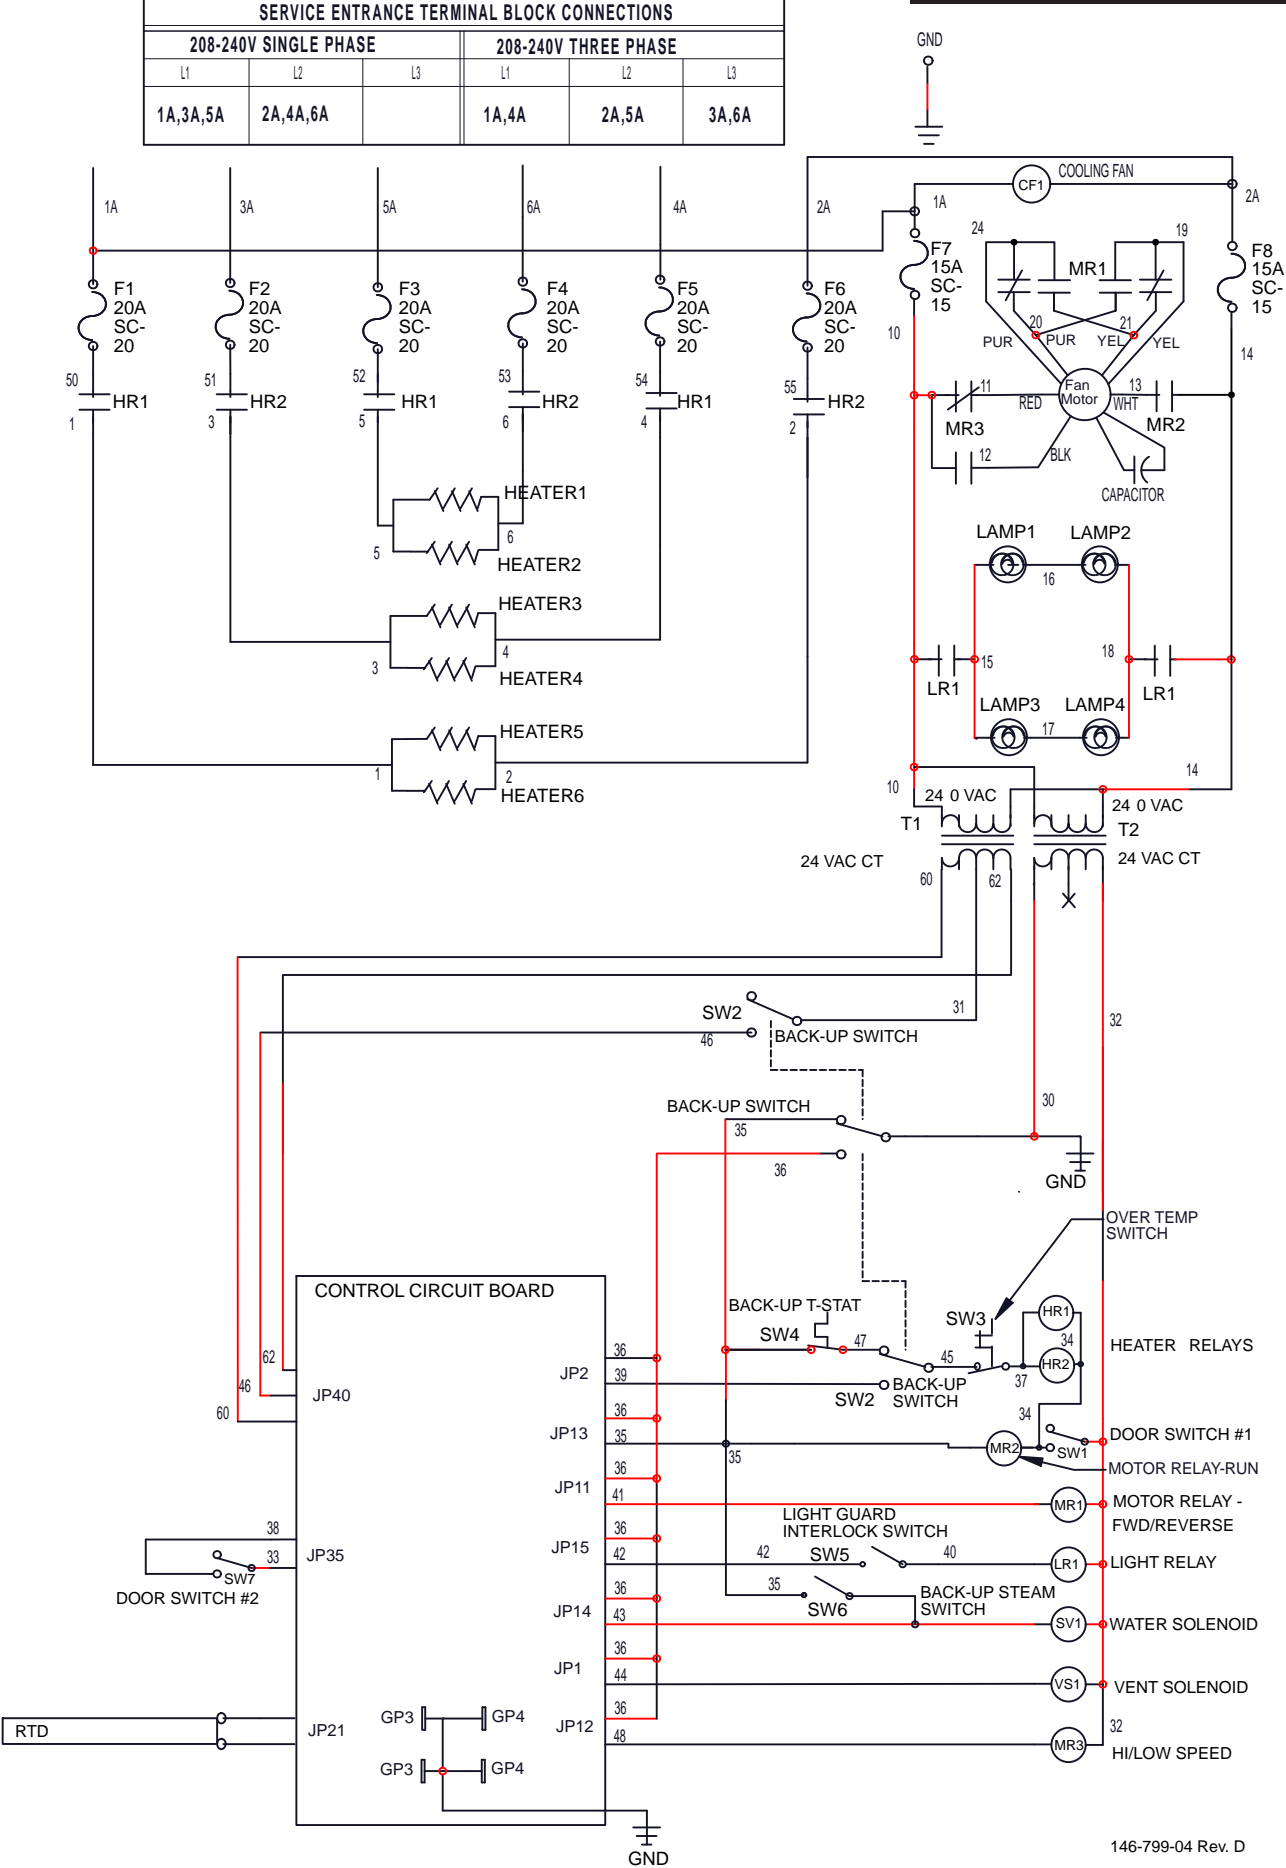 SERVICE ENTRANCE TERMINAL BLOCK CONNECTIONS
208-240V SINGLE PHASE 208-240V THREE PHASE
L1 L2 L3 L1 L2 L3
1A,3A,5A 2A,4A,6A 1A,4A 2A,5A 3A,6A
GND
COOLING FAN
CF1
1A 3A 5A 6A 4A 2A 1A 2A
24 19
F1
20A
SC-
20
F2
20A
SC-
20
F3
20A
SC-
20
F4
20A
SC-
20
F5
20A
SC-
20
F6
20A
SC-
20
F7
15A
SC-
15
MR1
F8
15A
SC-
15
10 20 21 14
PUR PUR YEL YEL
50 51 52 53 54 55
HR1 HR2 HR1 HR2 HR1 HR2
1 3 5 6 4 2
11 Fan
Motor 13
RED WHT
MR3 MR2
12 BLK
CAPACITOR
HEATER1
5 6
HEATER2
HEATER3
3 4
HEATER4
HEATER5
1 2
HEATER6
LAMP1 LAMP2
16
15 18
LR1 LR1
LAMP3 LAMP4
17
10 14
24 0 VAC 24 0 VAC
T1 T2
24 VAC CT 24 VAC CT
60 62
SW2 31 32
46 BACK-UP SWITCH
BACK-UP SWITCH 30
35
36
GND
OVER TEMP
SWITCH
CONTROL CIRCUIT BOARD
BACK-UP T-STAT
SW4 47 SW3 HR1
34
HEATER RELAYS
45 HR2
37
SW2 BACK-UP
SWITCH
62
46
60
JP40
36
JP2
39
36
JP13
35
35
34
MR2 SW1
DOOR SWITCH #1
MOTOR RELAY-RUN
36
JP11
41
MR1 MOTOR RELAY -
FWD/REVERSE
LIGHT GUARD
INTERLOCK SWITCH
36
JP15
42 42 SW5 40 LR1 LIGHT RELAY
38
33
JP35
SW7
DOOR SWITCH #2
36
35
SW6
BACK-UP STEAM
SWITCH
JP14
43 SV1 WATER SOLENOID
36
JP1
44 VS1 VENT SOLENOID
36
JP12
48 MR3 32
HI/LOW SPEED
RTD JP21
GP3 GP4
GP3 GP4
GND
146-799-04 Rev. D